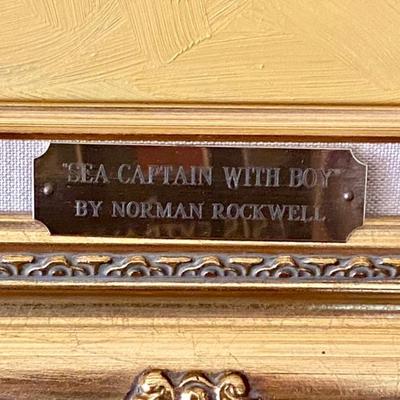 "SEA CAPTAIN WITH BOY"
BY NORMAN ROCKWELL